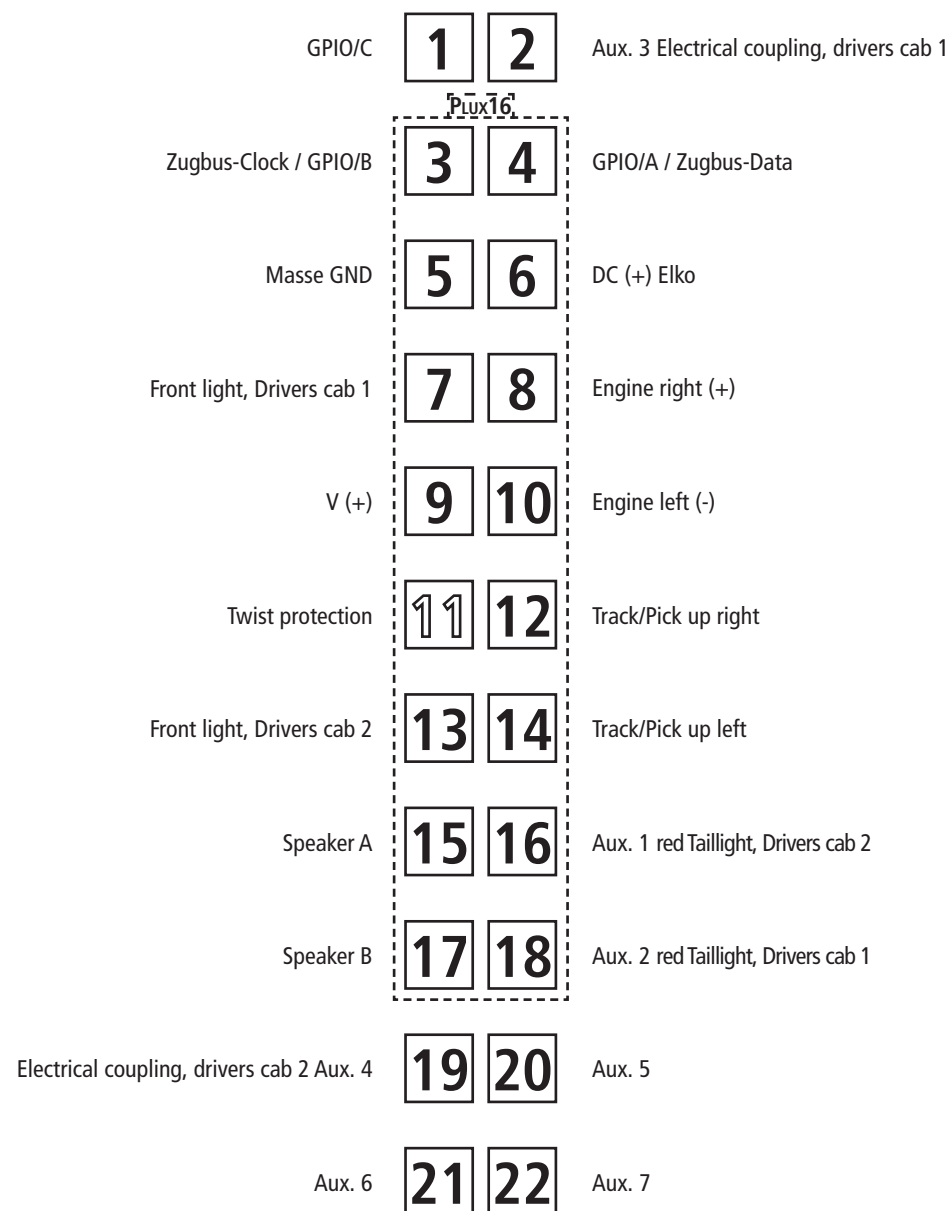 GPIO/C 1 2 Aux. 3 Electrical coupling, drivers cab 1
PLUX16
Zugbus-Clock / GPIO/B 3 4 GPIO/A / Zugbus-Data
Masse GND 5 6 DC (+) Elko
Front light, Drivers cab 1 7 8 Engine right (+)
V (+) 9 10 Engine left (-)
Twist protection 11 12 Track/Pick up right
Front light, Drivers cab 2 13 14 Track/Pick up left
Speaker A 15 16 Aux. 1 red Taillight, Drivers cab 2
Speaker B 17 18 Aux. 2 red Taillight, Drivers cab 1
Electrical coupling, drivers cab 2 Aux. 4 19 20 Aux. 5
Aux. 6 21 22 Aux. 7